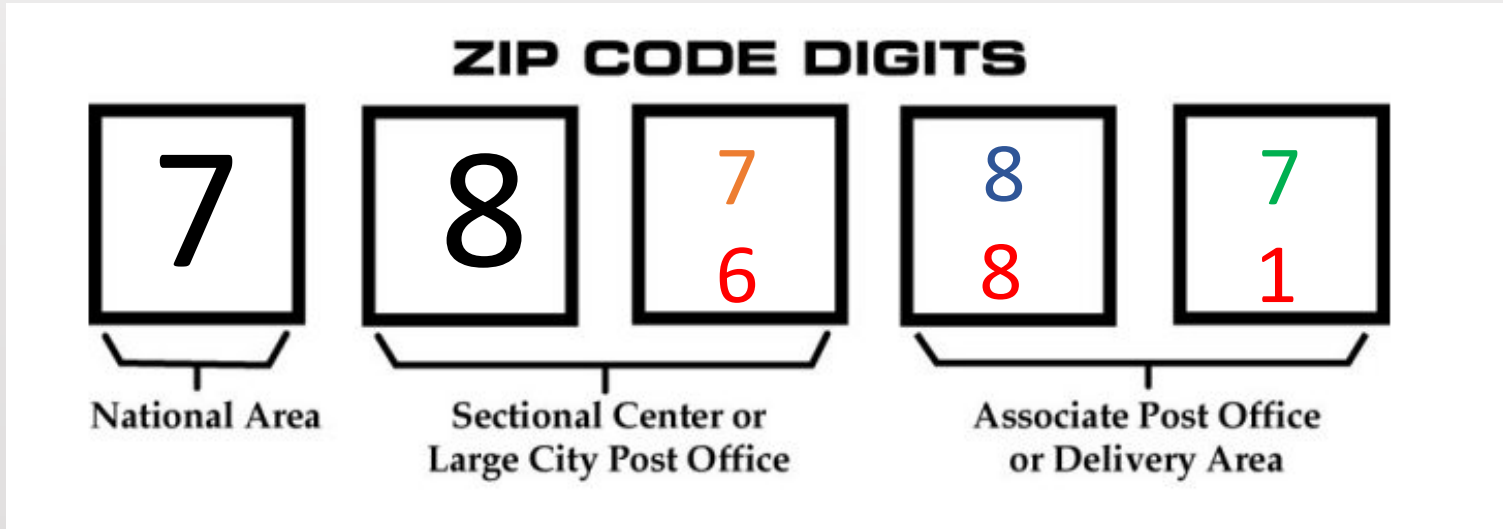 ZIP CODE DIGITS
7 8 7 8 7
6 8 1
National Area
Sectional Center or
Large City Post Office
Associate Post Office
or Delivery Area